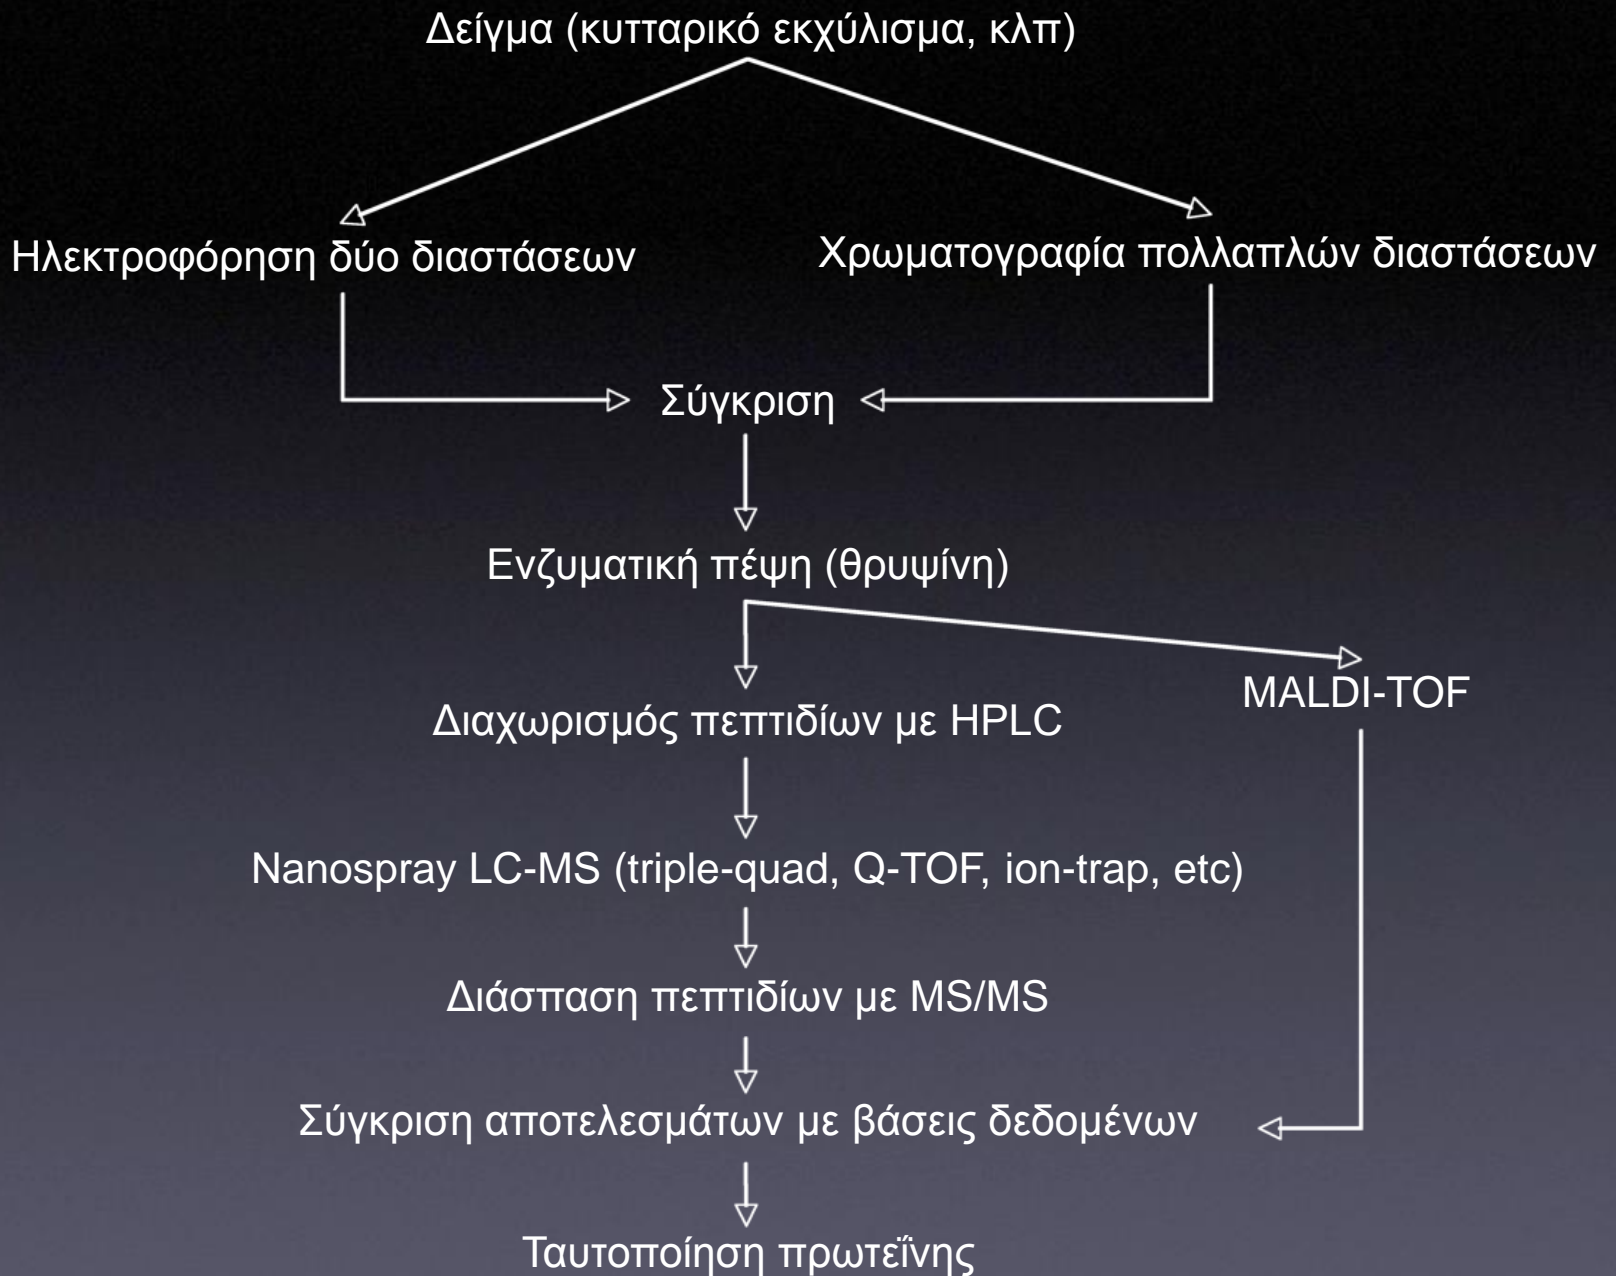 Δείγμα (κυτταρικό εκχύλισμα, κλπ)
Ηλεκτροφόρηση δύο διαστάσεων
Χρωματογραφία πολλαπλών διαστάσεων
Σύγκριση
Ενζυματική πέψη (θρυψίνη)
MALDI-TOF
Διαχωρισμός πεπτιδίων με HPLC
Nanospray LC-MS (triple-quad, Q-TOF, ion-trap, etc)
Διάσπαση πεπτιδίων με MS/MS
Σύγκριση αποτελεσμάτων με βάσεις δεδομένων
Ταυτοποίηση πρωτεΐνης